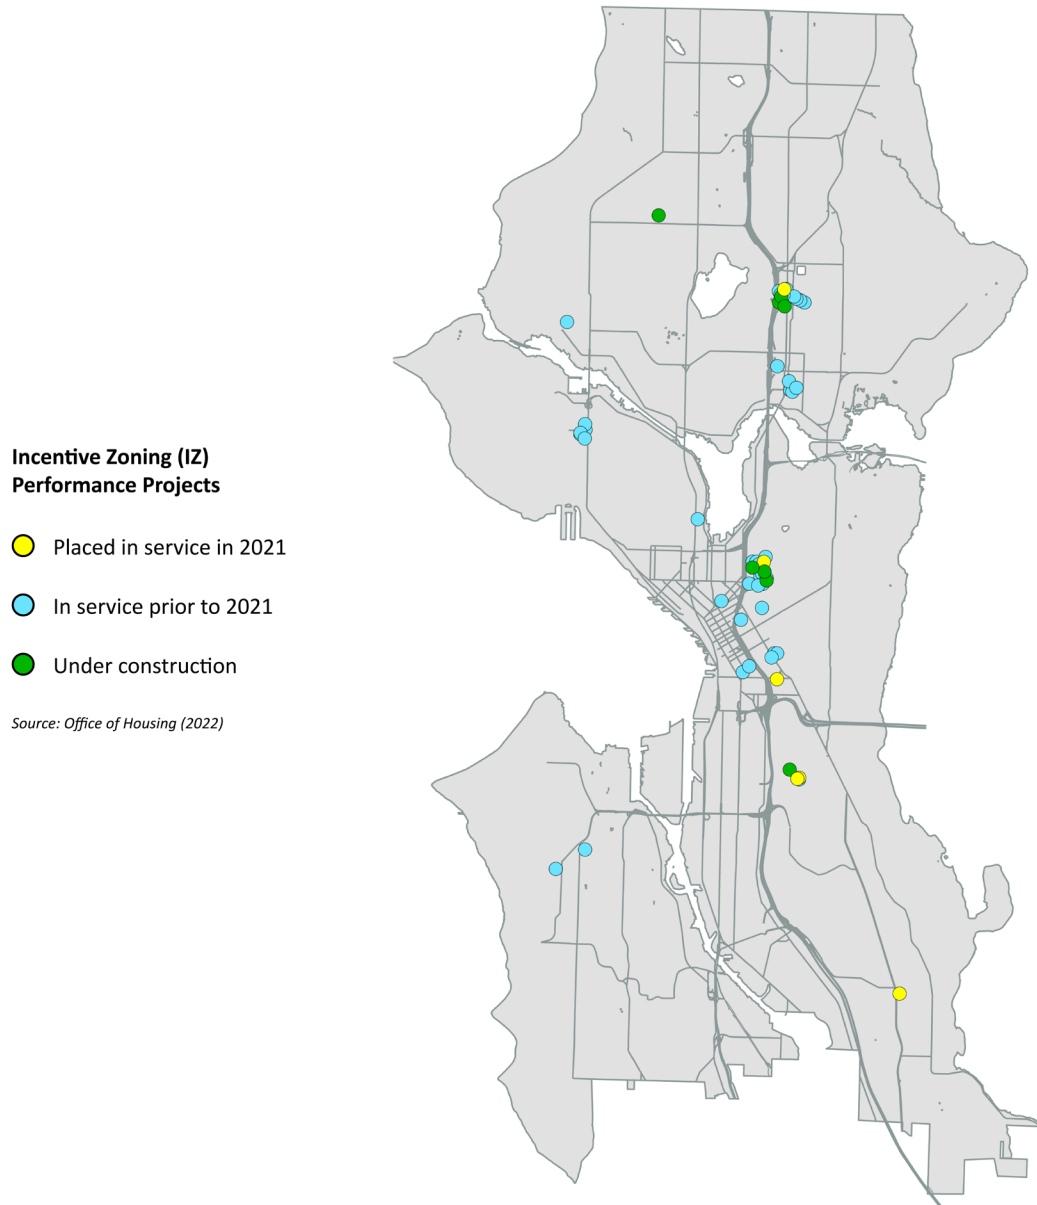 Incentive Zoning (IZ)
Performance Projects
Placed in service in 2021
In service prior to 2021
Under construction
Source: Office of Housing (2022)